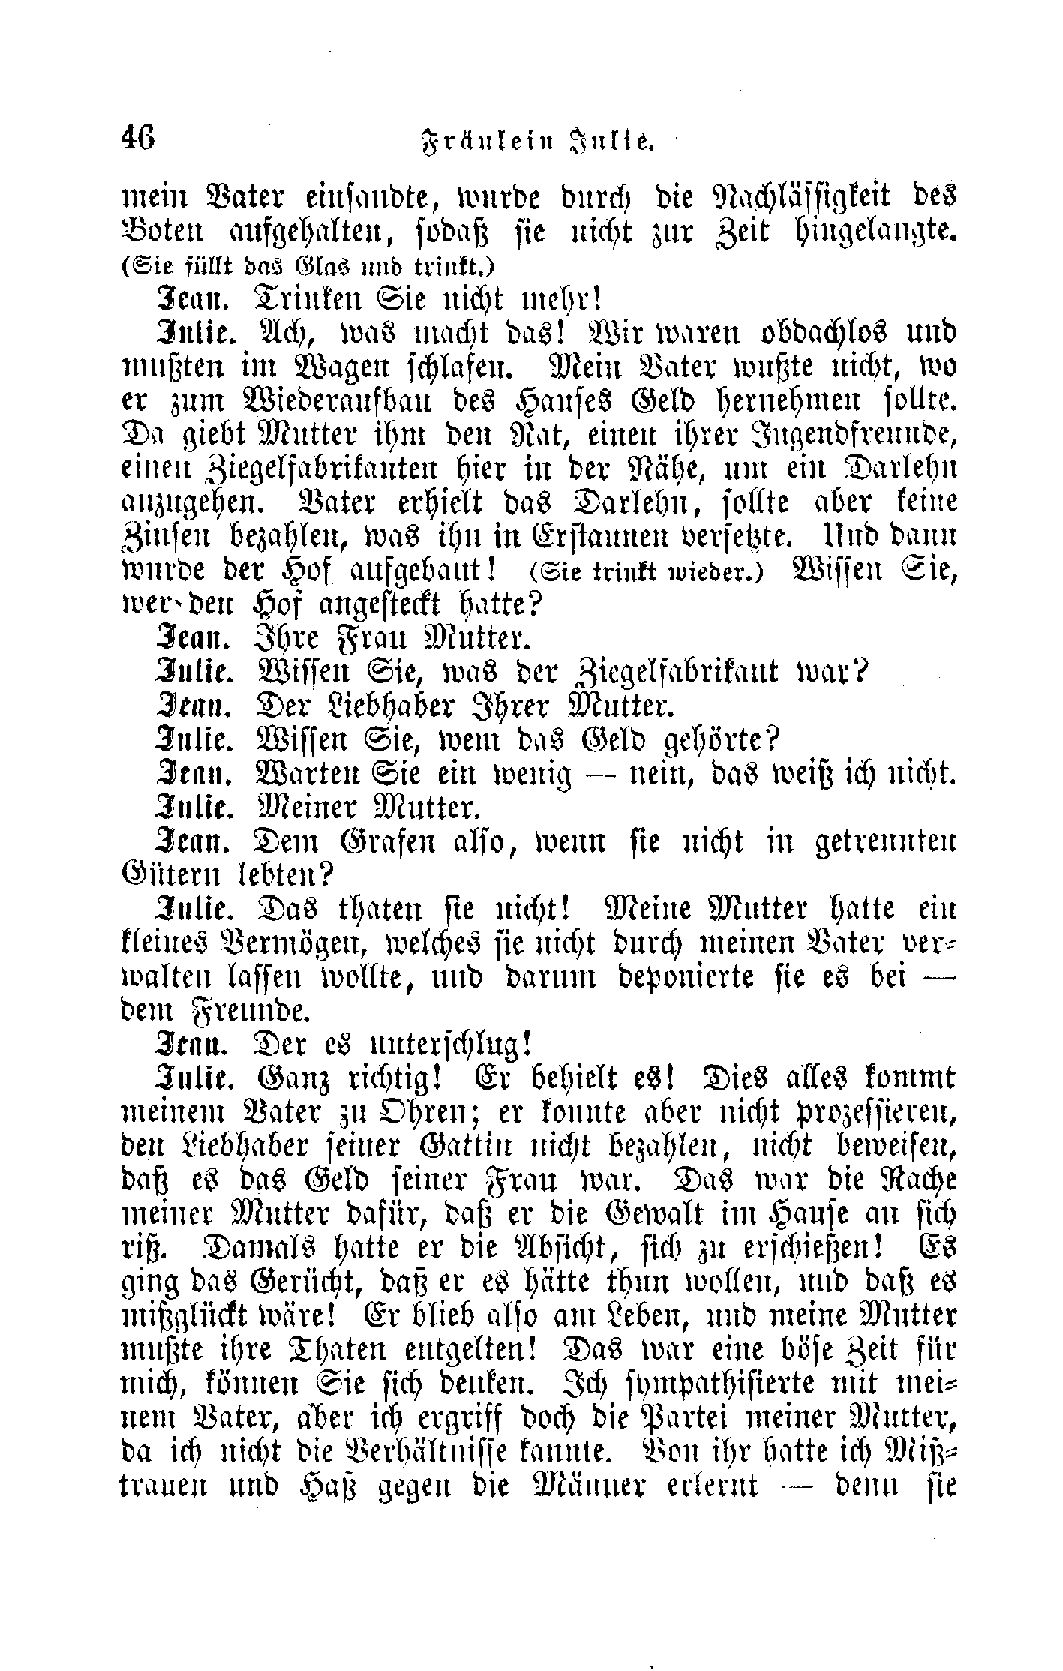 46 Fräulein Julie.
mein Vater einsandte, wurde durch die Nachlässigkeit des
Boten aufgehalten, sodaß sie nicht zur Zeit hingelangte.
(Sie füllt das Glas und trinkt.)
Jean. Trinken Sie nicht mehr!
Julie. Ach, was macht das! Wir waren obdachlos und
mußten im Wagen schlafen. Mein Vater wußte nicht, wo
er zum Wiederaufbau des Hauses Geld hernehmen sollte.
Da giebt Mutter ihm den Rat, einen ihrer Jugendfreunde,
einen Ziegelfabrikanten hier in der Nähe, um ein Darlehn
anzugehen. Vater erhielt das Darlehn, sollte aber keine
Zinsen bezahlen, was ihn in Erstaunen versetzte. Und dann
wurde der Hof aufgebaut! (Sie trinkt wieder.) Wissen Sie,
wer den Hof angesteckt hatte?
Jean. Ihre Frau Mutter.
Julie. Wissen Sie, was der Ziegelfabrikant war?
Jean. Der Liebhaber Ihrer Mutter.
Julie. Wissen Sie, wem das Geld gehörte?
Jean. Warten Sie ein wenig — nein, das weiß ich nicht.
Julie. Meiner Mutter.
Jean. Dem Grafen also, wenn sie nicht in getrennten
Gütern lebten?
Julie. Das thaten sie nicht! Meine Mutter hatte ein
kleines Vermögen, welches sie nicht durch meinen Vater ver-
walten lassen wollte, und darum deponierte sie es bei —
dem Freunde.
Jean. Der es unterschlug!
Julie. Ganz richtig! Er behielt es! Dies alles kommt
meinem Vater zu Ohren; er konnte aber nicht prozessieren,
den Liebhaber seiner Gattin nicht bezahlen, nicht beweisen,
daß es das Geld seiner Frau war. Das war die Rache
meiner Mutter dafür, daß er die Gewalt im Hause an sich
riß. Damals hatte er die Absicht, sich zu erschießen! Es
ging das Gerücht, daß er es hätte thun wollen, und daß es
mißglückt wäre! Er blieb also am Leben, und meine Mutter
mußte ihre Thaten entgelten! Das war eine böse Zeit für
mich, können Sie sich denken. Ich sympathisierte mit mei-
nem Vater, aber ich ergriff doch die Partei meiner Mutter,
da ich nicht die Verhältnisse kannte. Von ihr hatte ich Miß-
trauen und Haß gegen die Männer erlernt — denn sie